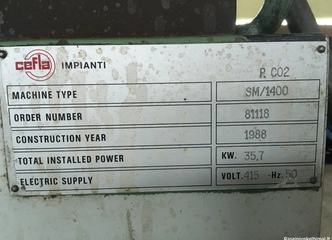 cefla IMPIANTI
P. CO2
MACHINE TYPE SM/1400
ORDER NUMBER 81118
CONSTRUCTION YEAR 1988
TOTAL INSTALLED POWER KW. 35,7
ELECTRIC SUPPLY VOLT. 415 -Hz. 50